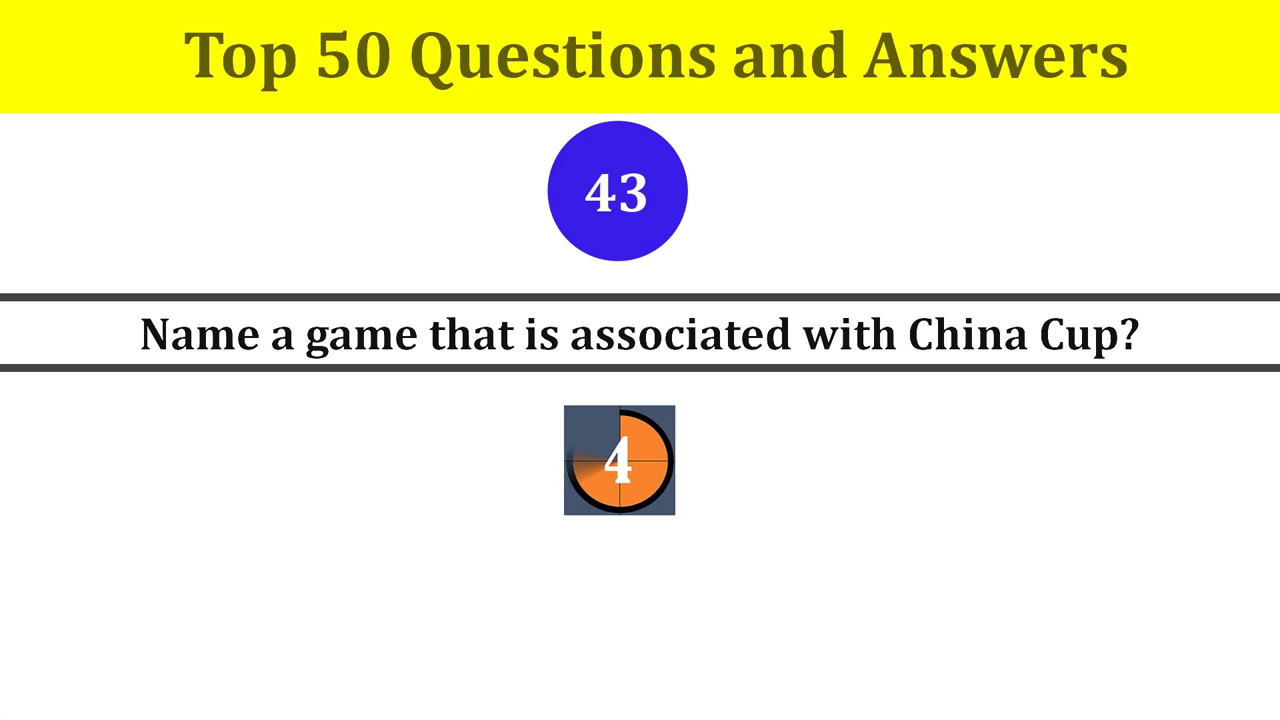 Top 50 Questions and Answers
43
Name a game that is associated with China Cup?
4